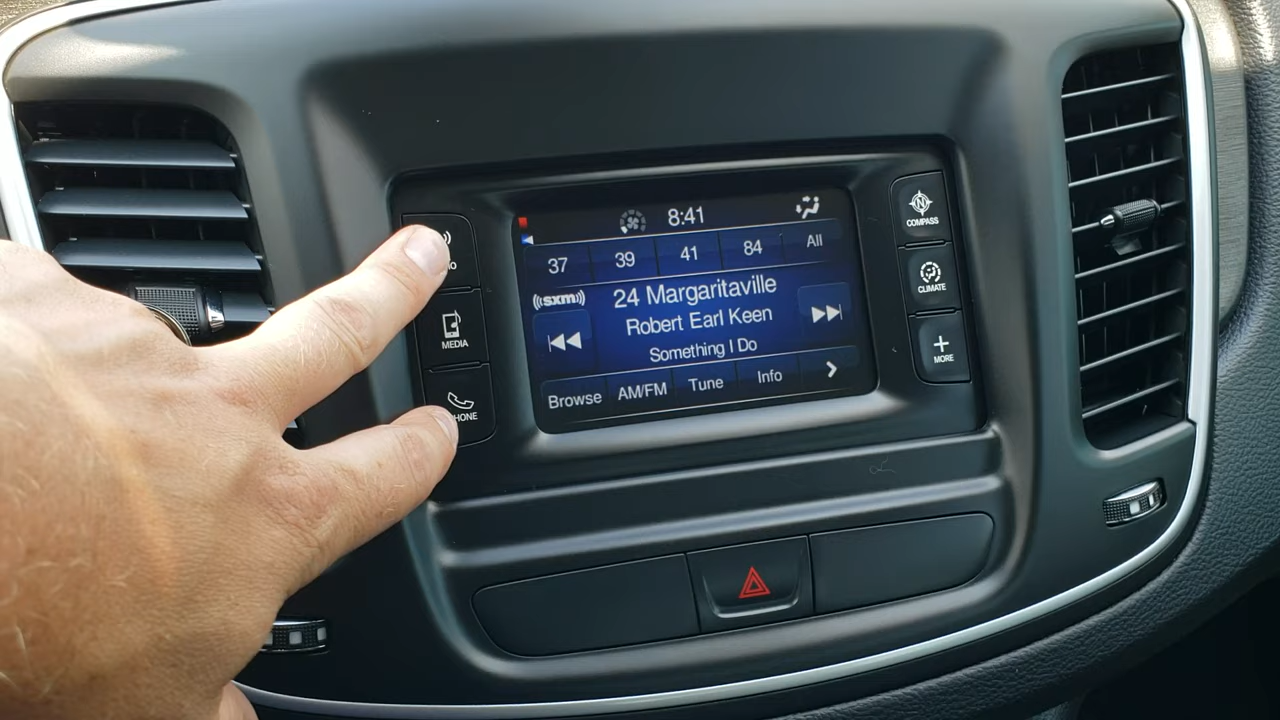 8:41
37 39 41 84 All
((sxm))
24 Margaritaville
Robert Earl Keen
Something I Do
Browse AM/FM Tune Info
MEDIA
HONE
N
COMPASS
CLIMATE
MORE